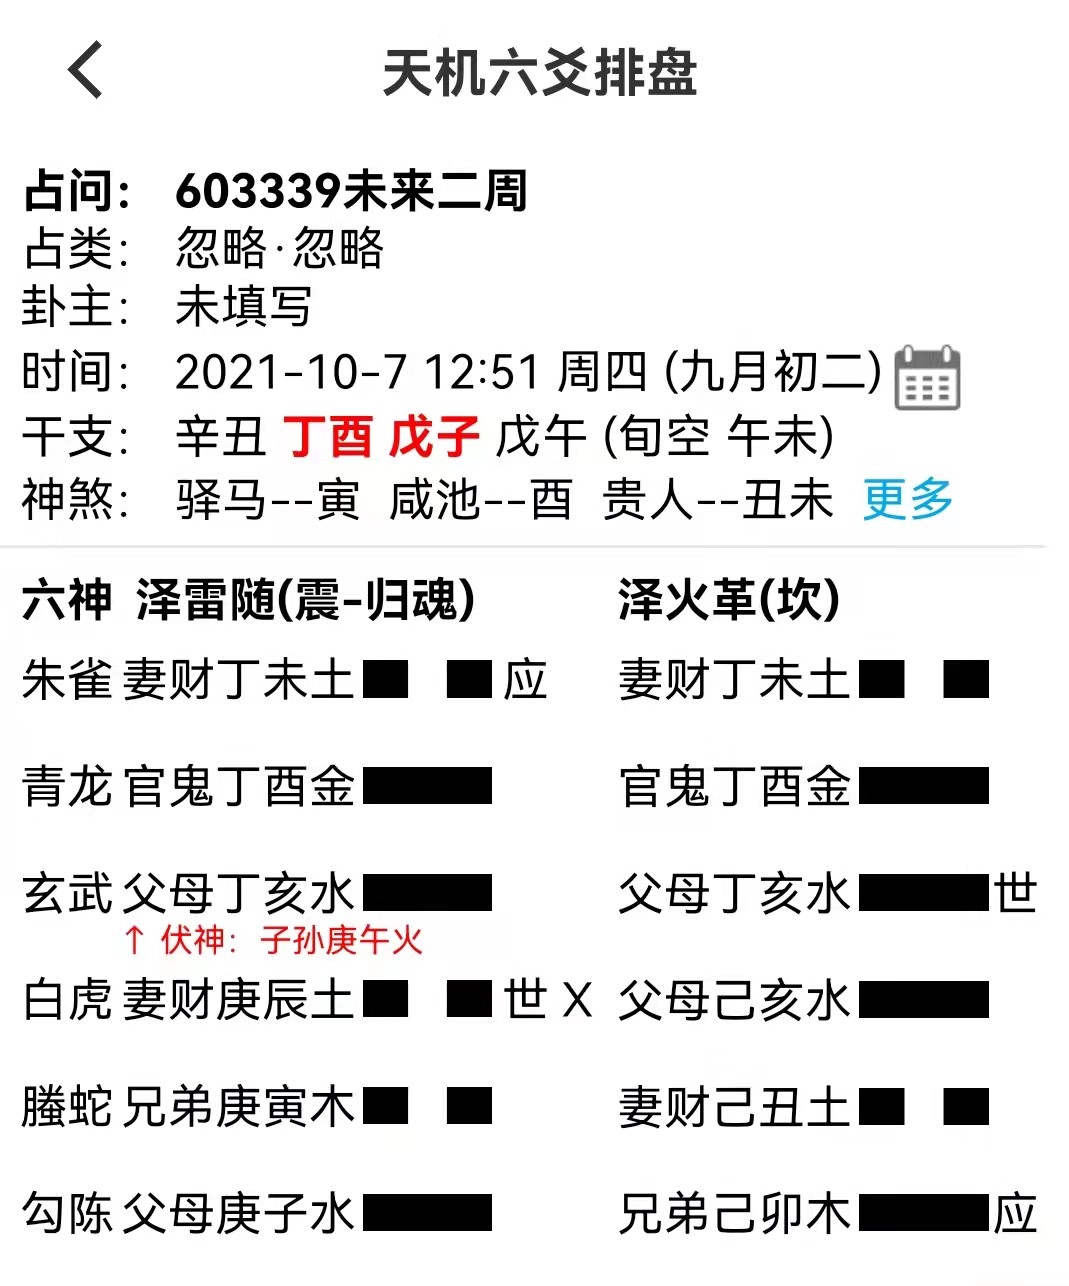 天机六爻排盘
占问： 603339未来二周
占类： 忽略·忽略
卦主： 未填写
时间： 2021-10-7 12:51 周四 (九月初二)
干支： 辛丑 丁酉 戊子 戊午 (旬空 午未)
神煞： 驿马--寅 咸池--酉 贵人--丑未 更多
六神 泽雷随(震-归魂) 泽火革(坎)
朱雀 妻财丁未土 应 妻财丁未土
青龙 官鬼丁酉金 官鬼丁酉金
玄武 父母丁亥水 父母丁亥水 世
↑ 伏神：子孙庚午火
白虎 妻财庚辰土 世 X 父母己亥水
螣蛇 兄弟庚寅木 妻财己丑土
勾陈 父母庚子水 兄弟己卯木 应